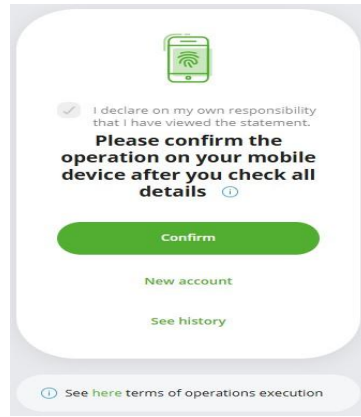 I declare on my own responsibility
that I have viewed the statement.
Please confirm the
operation on your mobile
device after you check all
details
Confirm
New account
See history
See here terms of operations execution